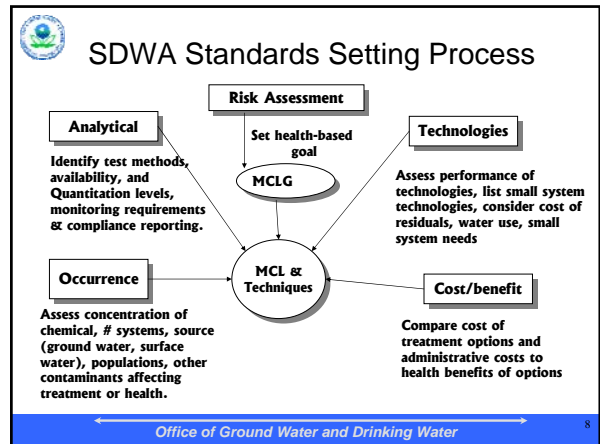 SDWA Standards Setting Process
Risk Assessment
Analytical
Set health-based
goal
Technologies
Identify test methods,
availability, and
Quantitation levels,
monitoring requirements
& compliance reporting.
MCLG
Assess performance of
technologies, list small system
technologies, consider cost of
residuals, water use, small
system needs
Occurrence
MCL &
Techniques
Cost/benefit
Assess concentration of
chemical, # systems, source
(ground water, surface
water), populations, other
contaminants affecting
treatment or health.
Compare cost of
treatment options and
administrative costs to
health benefits of options
Office of Ground Water and Drinking Water
8